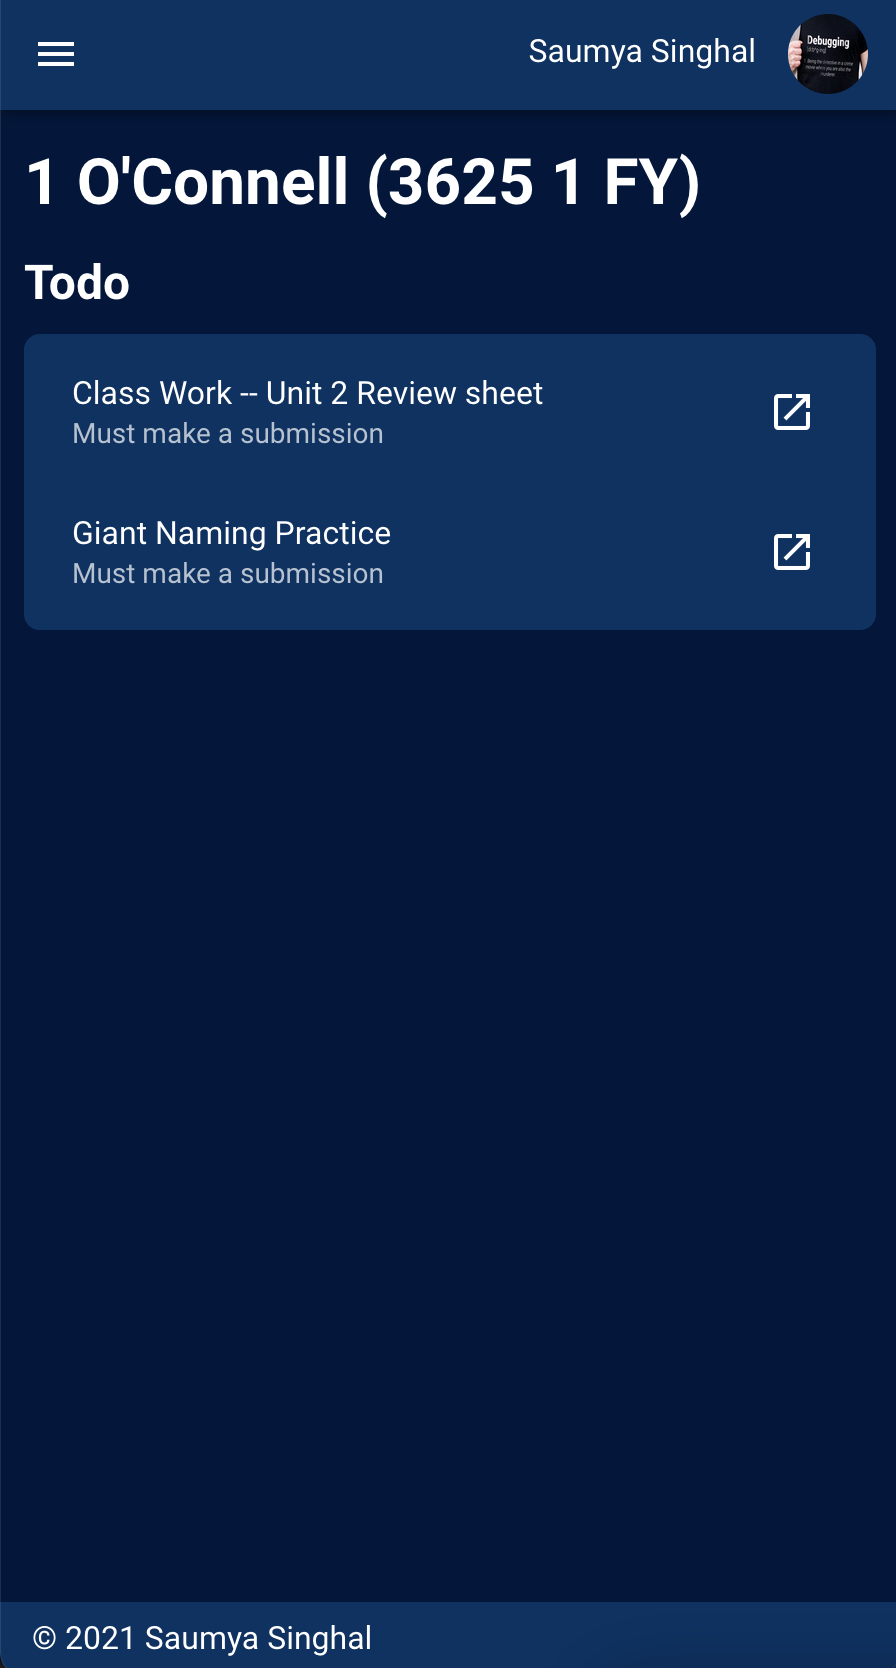 Saumya Singhal
Debugging
1 O'Connell (3625 1 FY)
Todo
Class Work -- Unit 2 Review sheet
Must make a submission
Giant Naming Practice
Must make a submission
© 2021 Saumya Singhal